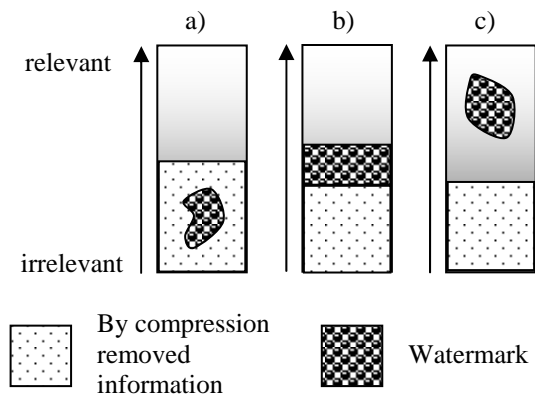 a)
b)
c)
relevant
irrelevant
By compression
removed
information
Watermark